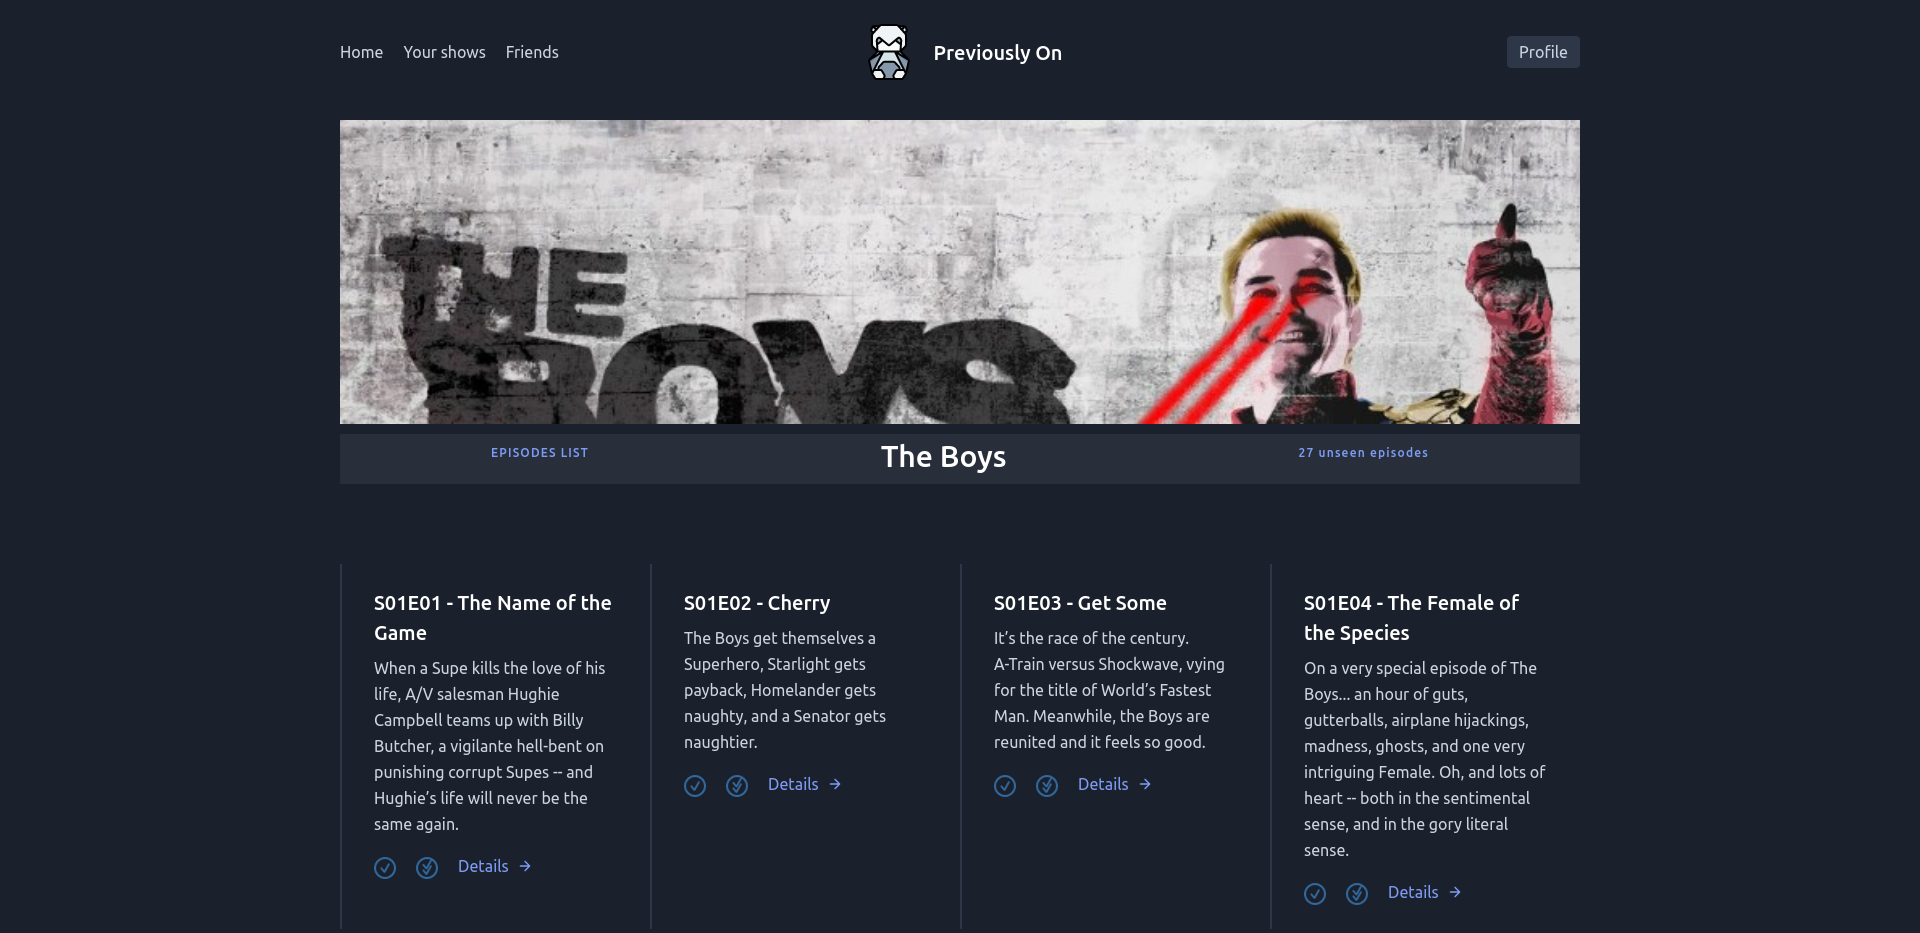 Home Your shows Friends
Previously On
Profile
THE
BOYS
EPISODES LIST
The Boys
27 unseen episodes
S01E01 - The Name of the
Game
When a Supe kills the love of his
life, A/V salesman Hughie
Campbell teams up with Billy
Butcher, a vigilante hell-bent on
punishing corrupt Supes -- and
Hughie’s life will never be the
same again.
Details
S01E02 - Cherry
The Boys get themselves a
Superhero, Starlight gets
payback, Homelander gets
naughty, and a Senator gets
naughtier.
Details
S01E03 - Get Some
It’s the race of the century.
A-Train versus Shockwave, vying
for the title of World’s Fastest
Man. Meanwhile, the Boys are
reunited and it feels so good.
Details
S01E04 - The Female of
the Species
On a very special episode of The
Boys… an hour of guts,
gutterballs, airplane hijackings,
madness, ghosts, and one very
intriguing Female. Oh, and lots of
heart -- both in the sentimental
sense, and in the gory literal
sense.
Details